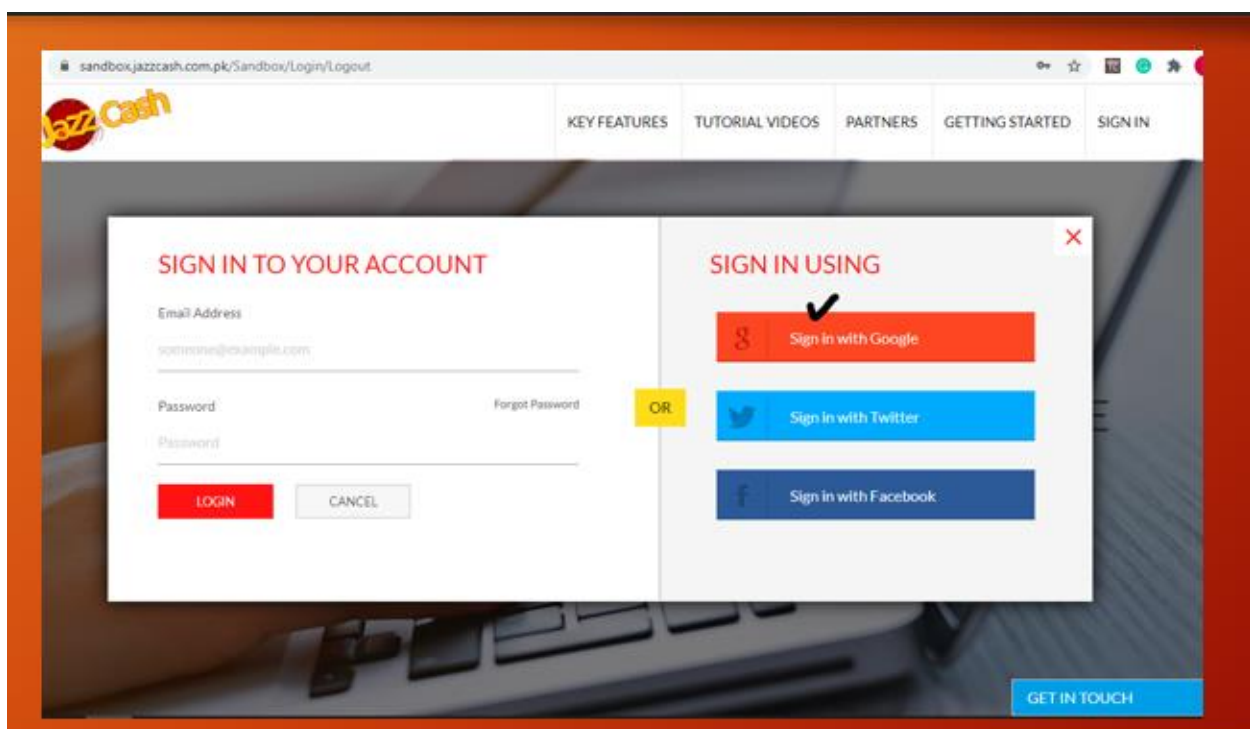 sandbox.jazzcash.com.pk/Sandbox/Login/Logout
Jazz Cash
KEY FEATURES
TUTORIAL VIDEOS
PARTNERS
GETTING STARTED
SIGN IN
SIGN IN TO YOUR ACCOUNT
Email Address
someone@example.com
Password
Forgot Password
Password
LOGIN
CANCEL
OR
SIGN IN USING
Sign in with Google
Sign in with Twitter
Sign in with Facebook
GET IN TOUCH